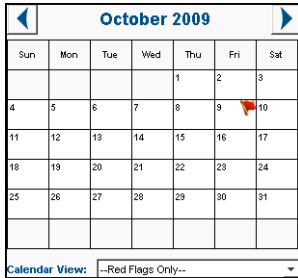 October 2009
Sun Mon Tue Wed Thu Fri Sat
1 2 3
4 5 6 7 8 9 10
11 12 13 14 15 16 17
18 19 20 21 22 23 24
25 26 27 28 29 30 31
Calendar View: --Red Flags Only--